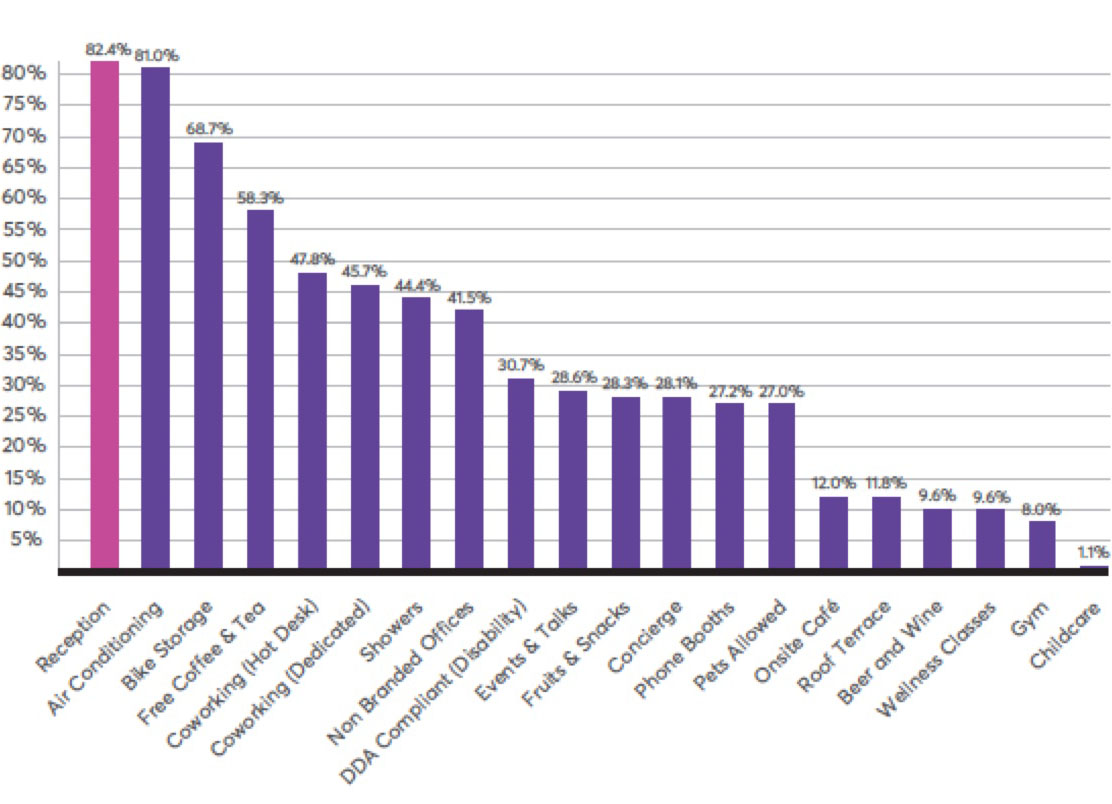 82.4%
81.0%
68.7%
58.3%
47.8%
45.7%
44.4%
41.5%
30.7%
28.6%
28.3%
28.1%
27.2%
27.0%
12.0%
11.8%
9.6%
9.6%
8.0%
1.1%
80%
75%
70%
65%
60%
55%
50%
45%
40%
35%
30%
25%
20%
15%
10%
5%
Reception
Air Conditioning
Bike Storage
Free Coffee & Tea
Coworking (Hot Desk)
Coworking (Dedicated)
Showers
Non Branded Offices
DDA Compliant (Disability)
Events & Talks
Fruits & Snacks
Concierge
Phone Booths
Pets Allowed
Onsite Café
Roof Terrace
Beer and Wine
Wellness Classes
Gym
Childcare